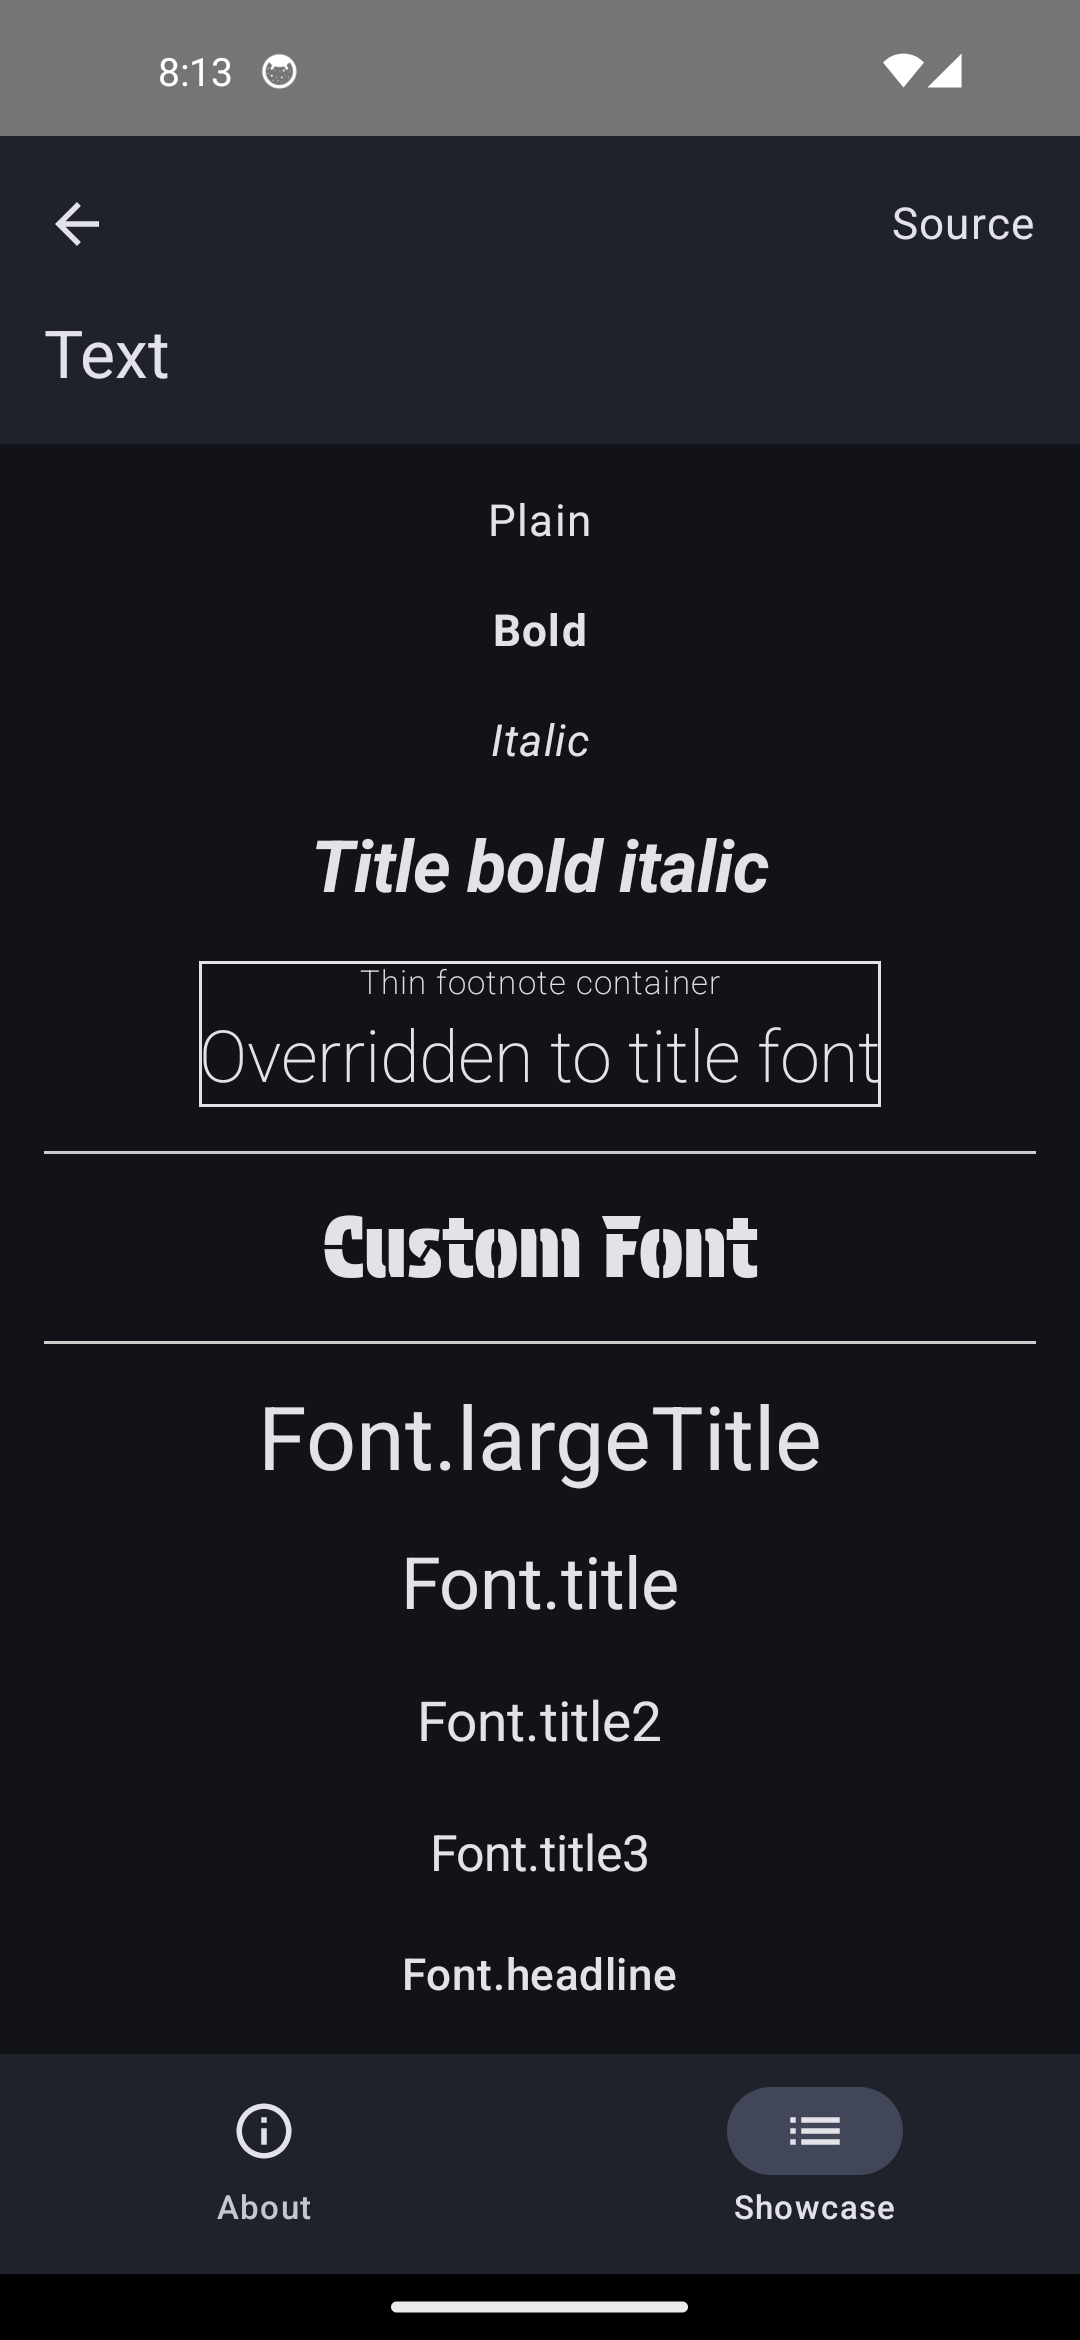 8:13
Source
Text
Plain
Bold
Italic
Title bold italic
Thin footnote container
Overridden to title font
Custom Font
Font.largeTitle
Font.title
Font.title2
Font.title3
Font.headline
About
Showcase